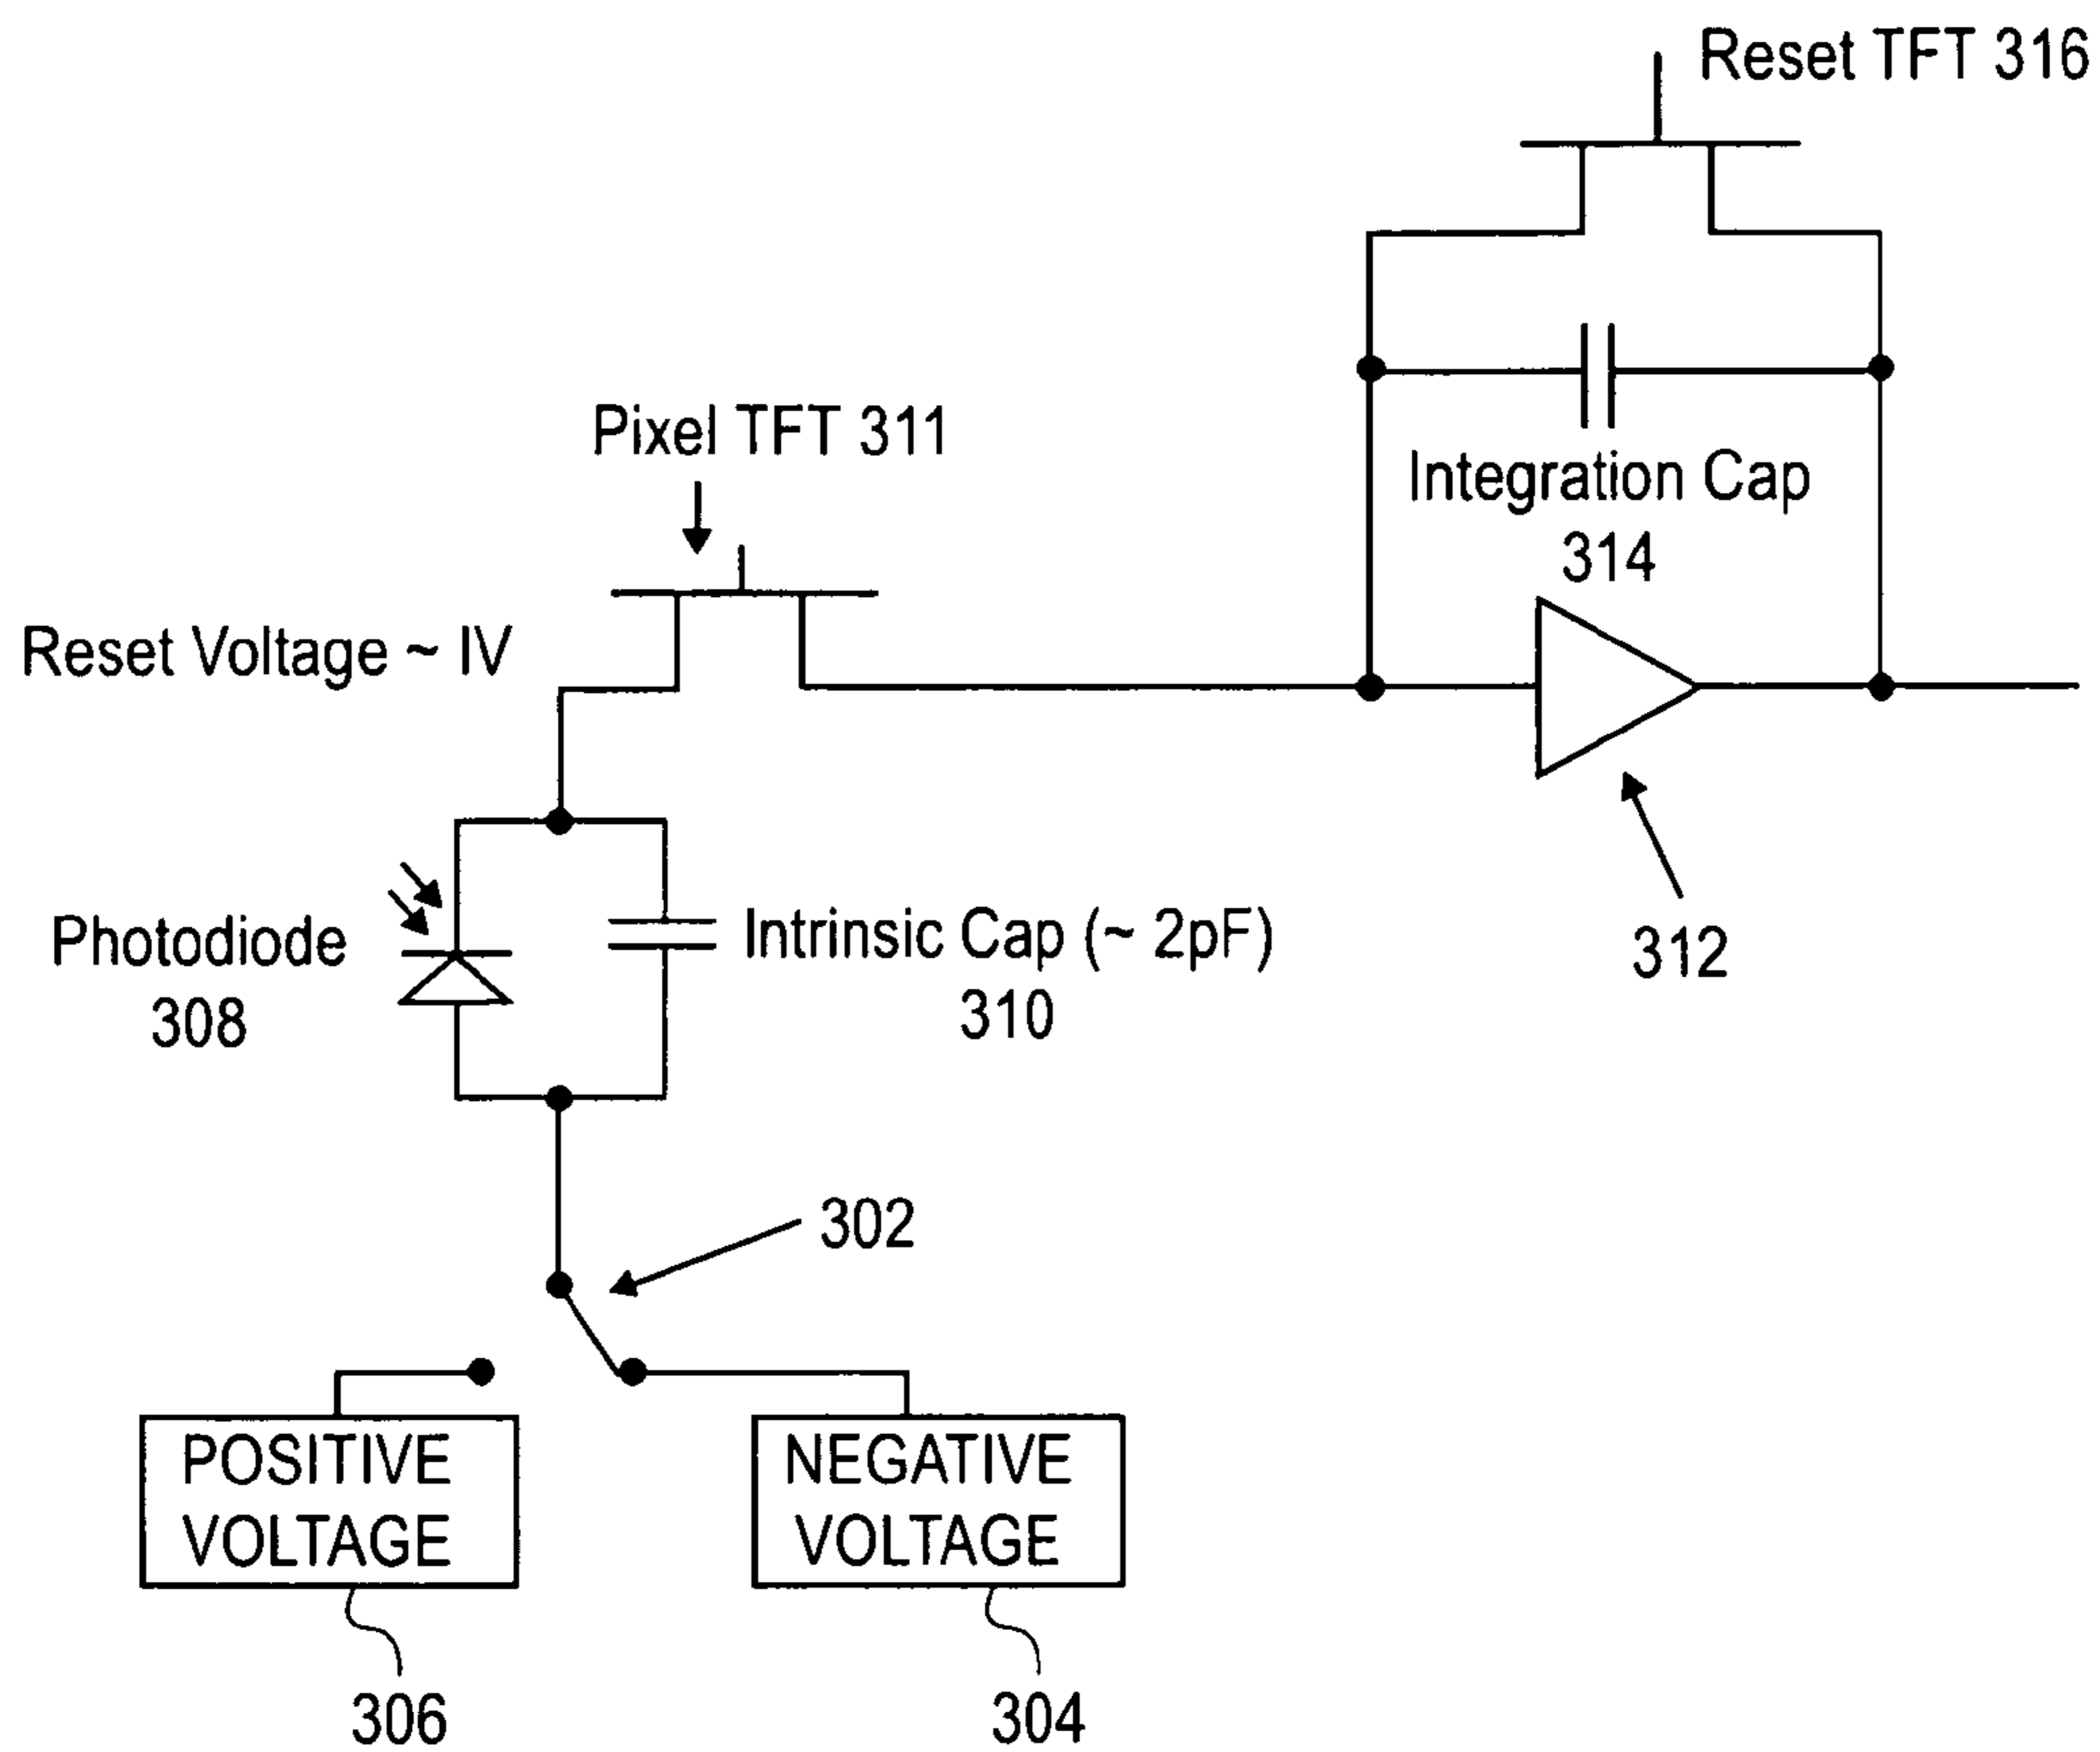 Reset TFT 316
Integration Cap
314
Pixel TFT 311
Reset Voltage ~ IV
312
Photodiode
308
Intrinsic Cap (~ 2pF)
310
302
POSITIVE
VOLTAGE
NEGATIVE
VOLTAGE
306
304